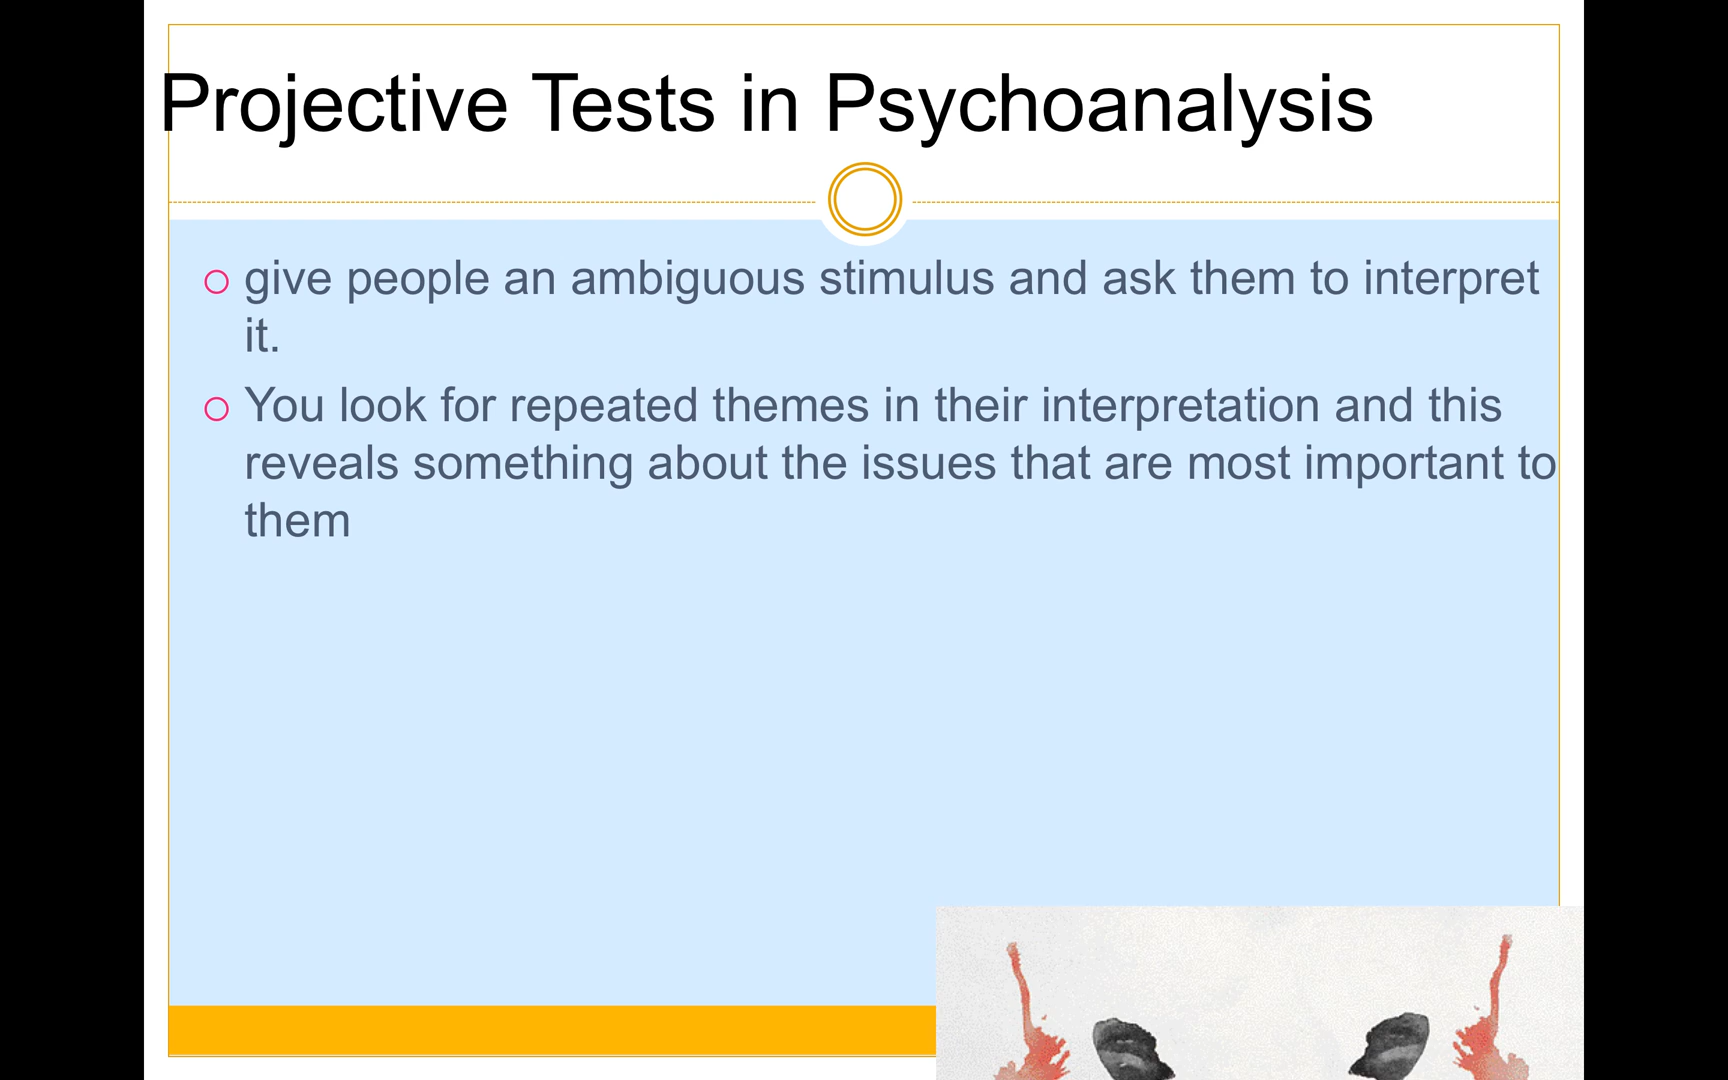 Projective Tests in Psychoanalysis
give people an ambiguous stimulus and ask them to interpret
it.
You look for repeated themes in their interpretation and this
reveals something about the issues that are most important to
them